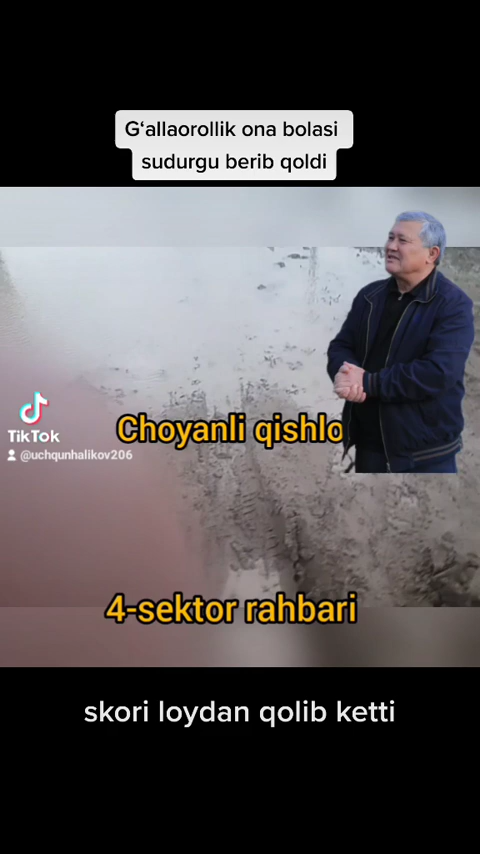 G‘allaorollik ona bolasi
sudurgu berib qoldi
Choyanli qishlo
TikTok
@uchqunhalikov206
4-sektor rahbari
skori loydan qolib ketti